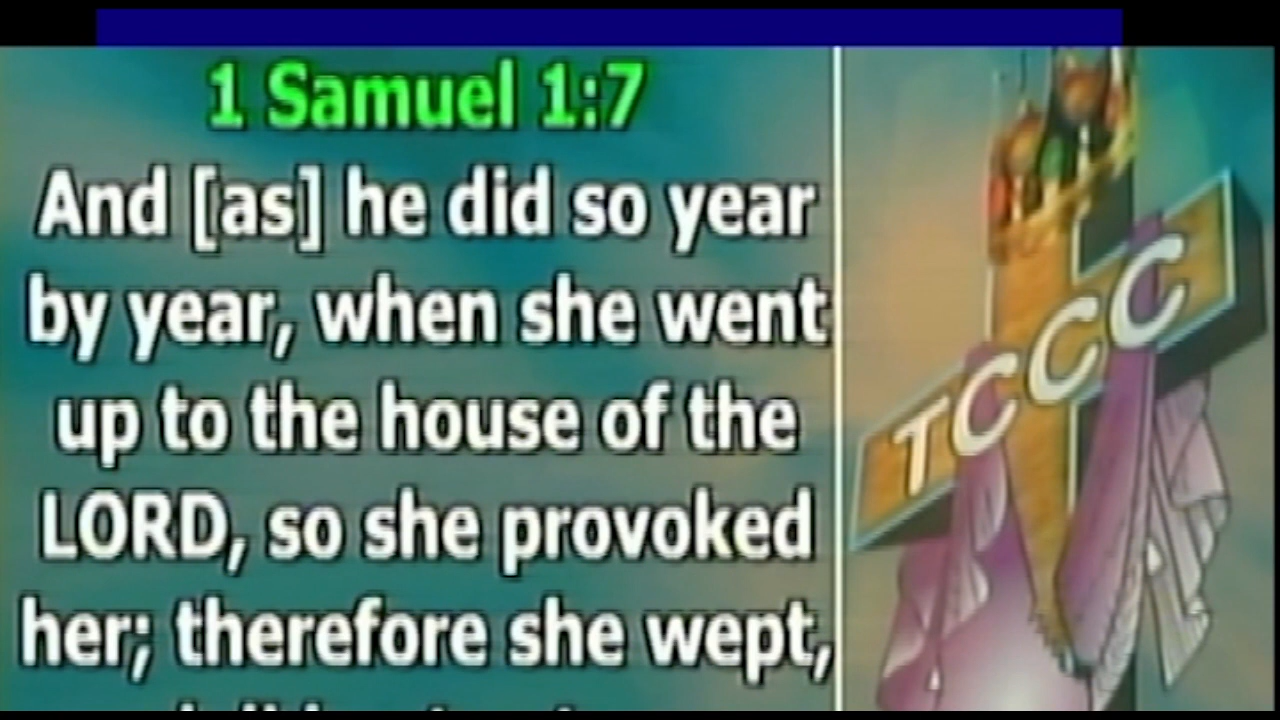 1 Samuel 1:7
And [as] he did so year
by year, when she went
up to the house of the
LORD, so she provoked
her; therefore she wept,
TCCC